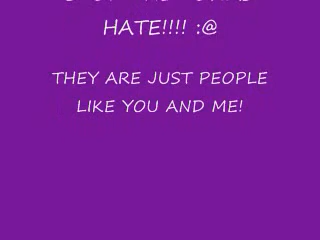 HATE!!!! :@
THEY ARE JUST PEOPLE
LIKE YOU AND ME!